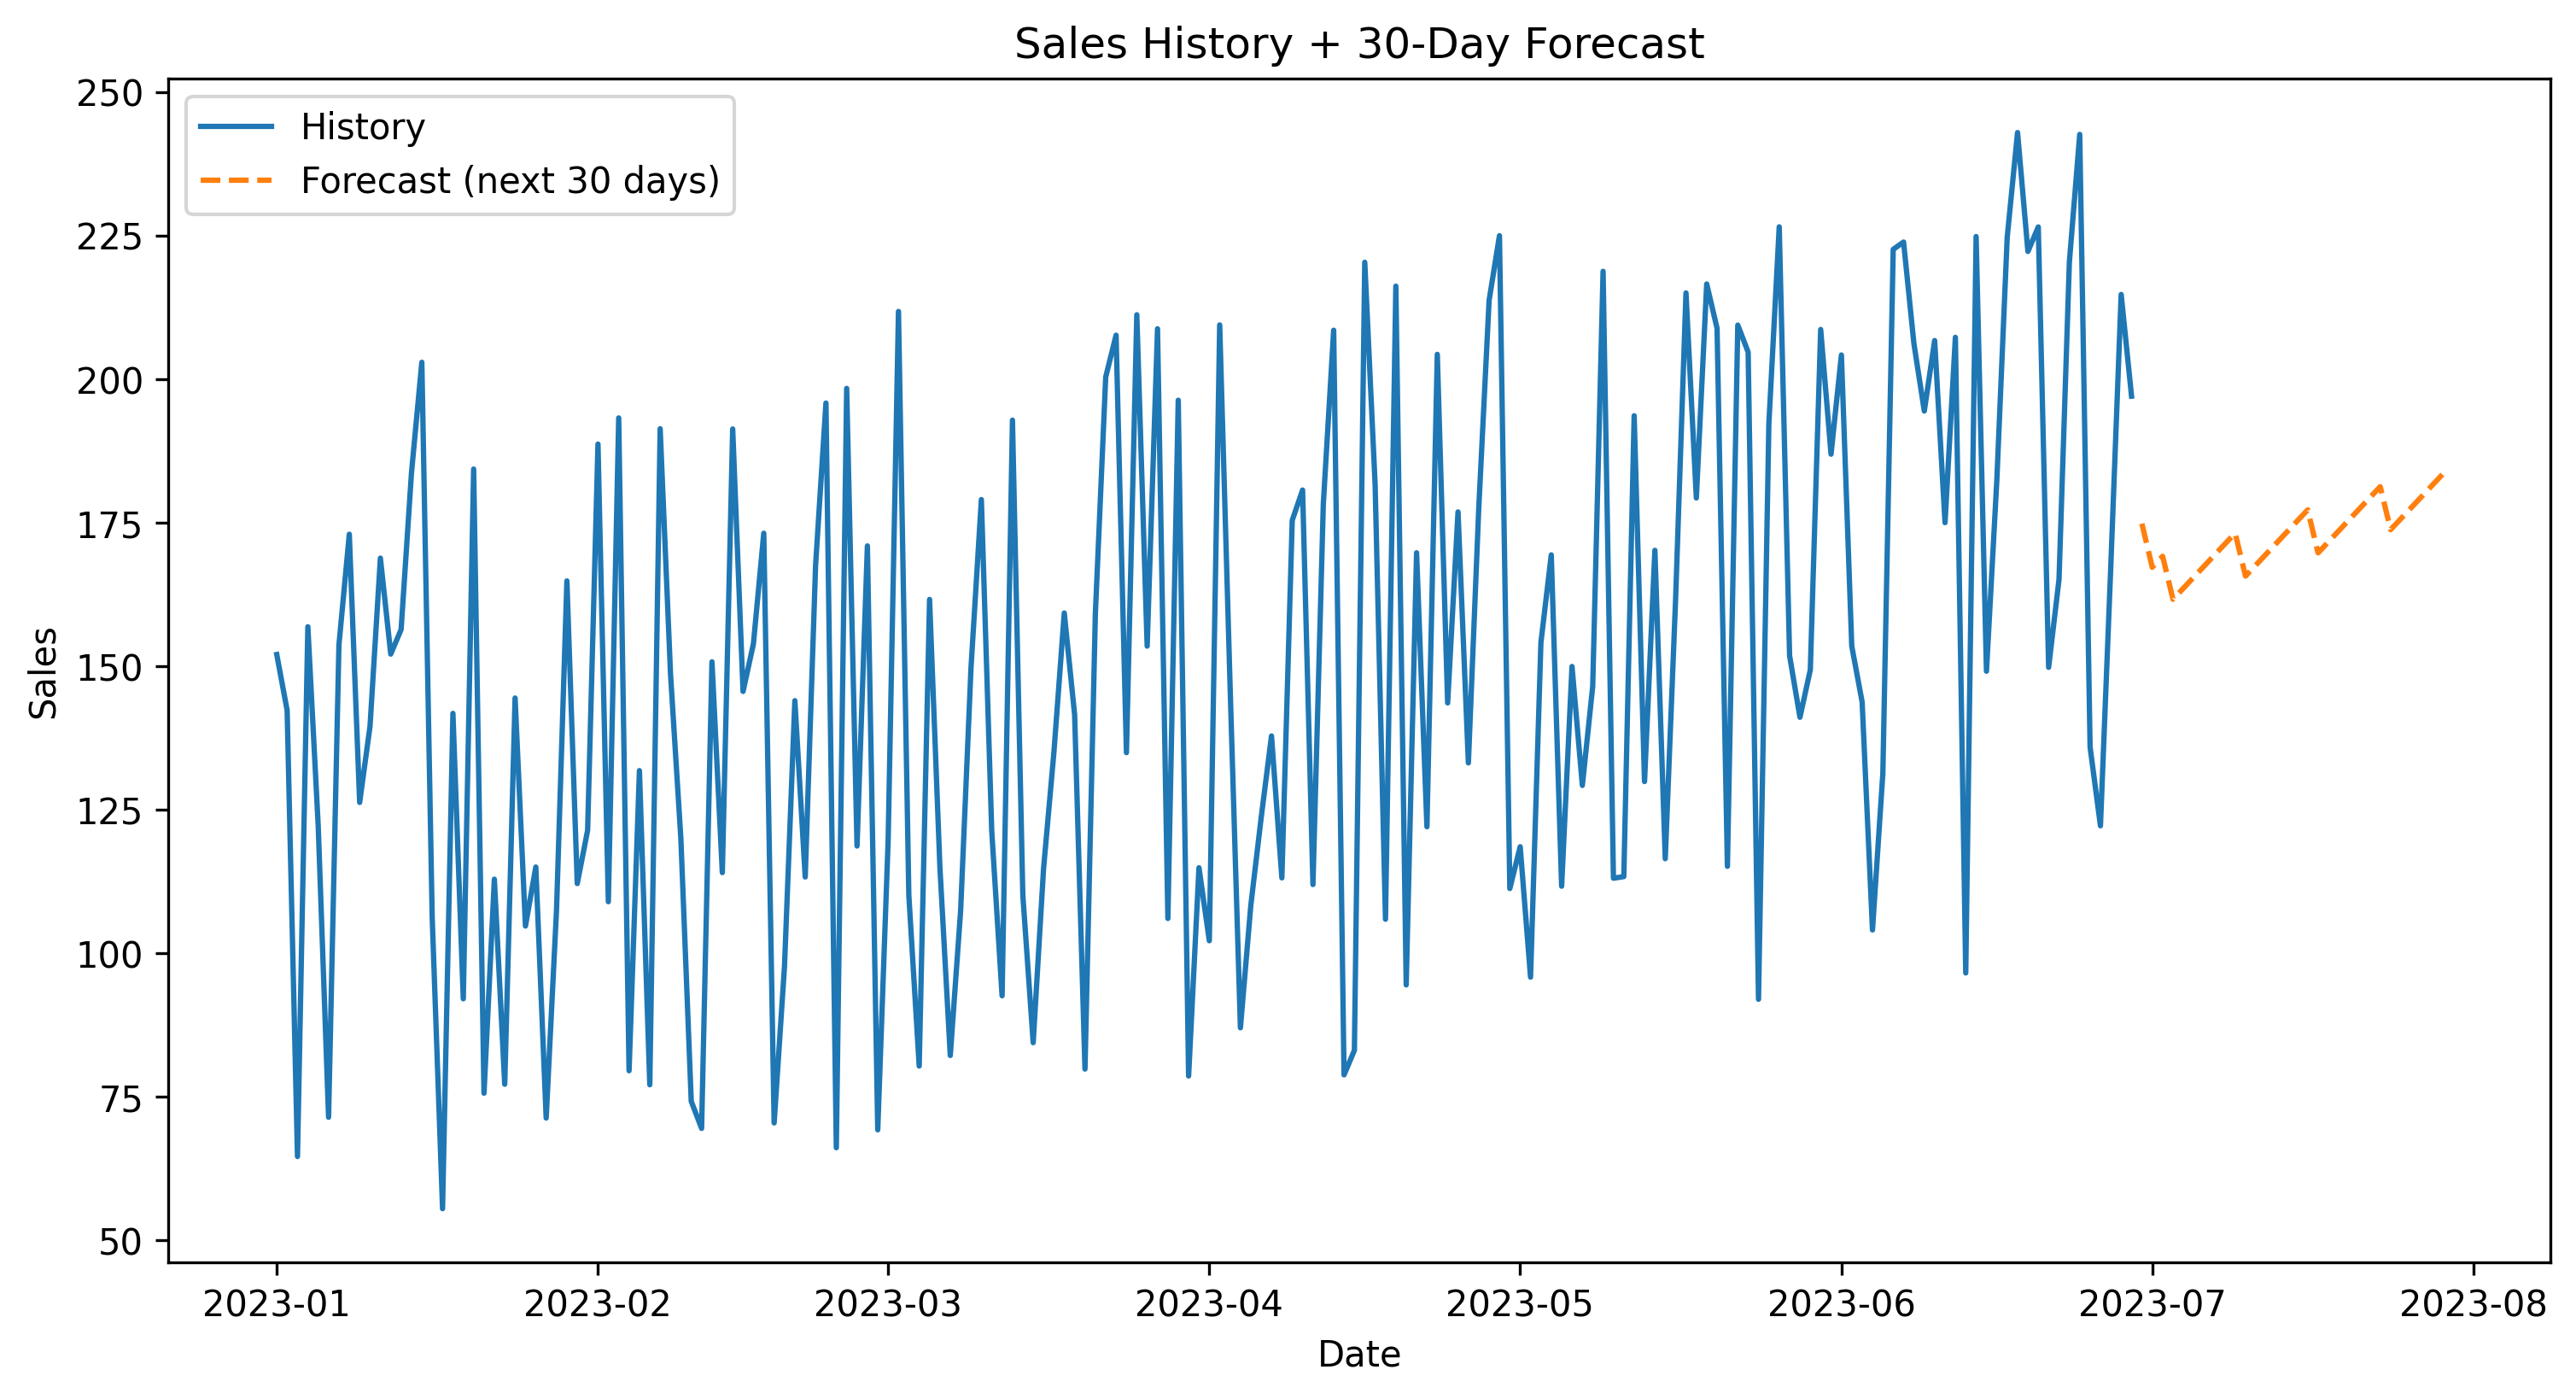 Sales History + 30-Day Forecast
History
Forecast (next 30 days)
250
225
200
175
150
125
100
75
50
Sales
2023-01 2023-02 2023-03 2023-04 2023-05 2023-06 2023-07 2023-08
Date